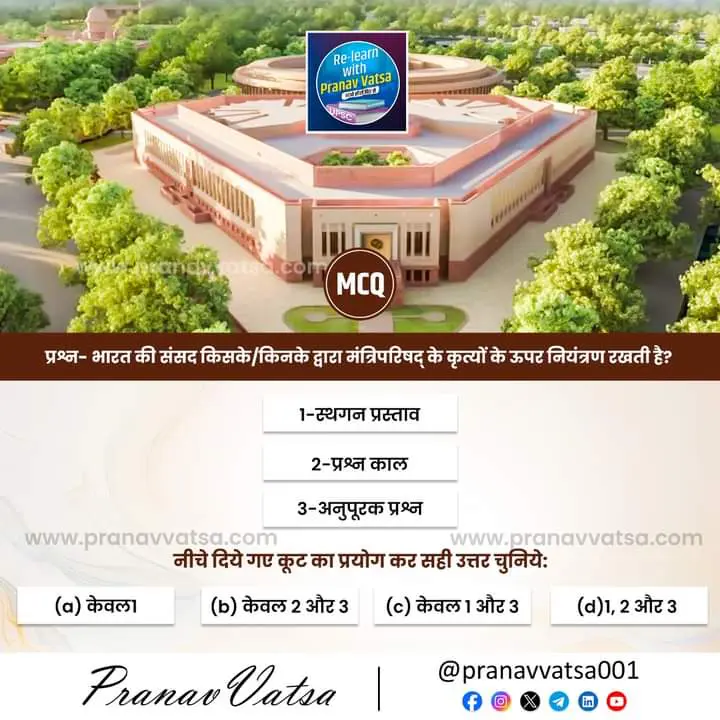 Re-learn
with
Pranav Vatsa
UPSC
www.pranavvatsa.com
MCQ
प्रश्न- भारत की संसद किसके/किनके द्वारा मंत्रिपरिषद् के कृत्यों के ऊपर नियंत्रण रखती है?
1-स्थगन प्रस्ताव
2-प्रश्न काल
3-अनुपूरक प्रश्न
www.pranavvatsa.com www.pranavvatsa.com
नीचे दिये गए कूट का प्रयोग कर सही उत्तर चुनिये:
(a) केवल1 (b) केवल 2 और 3 (c) केवल 1 और 3 (d)1, 2 और 3
Pranav Vatsa
@pranavvatsa001